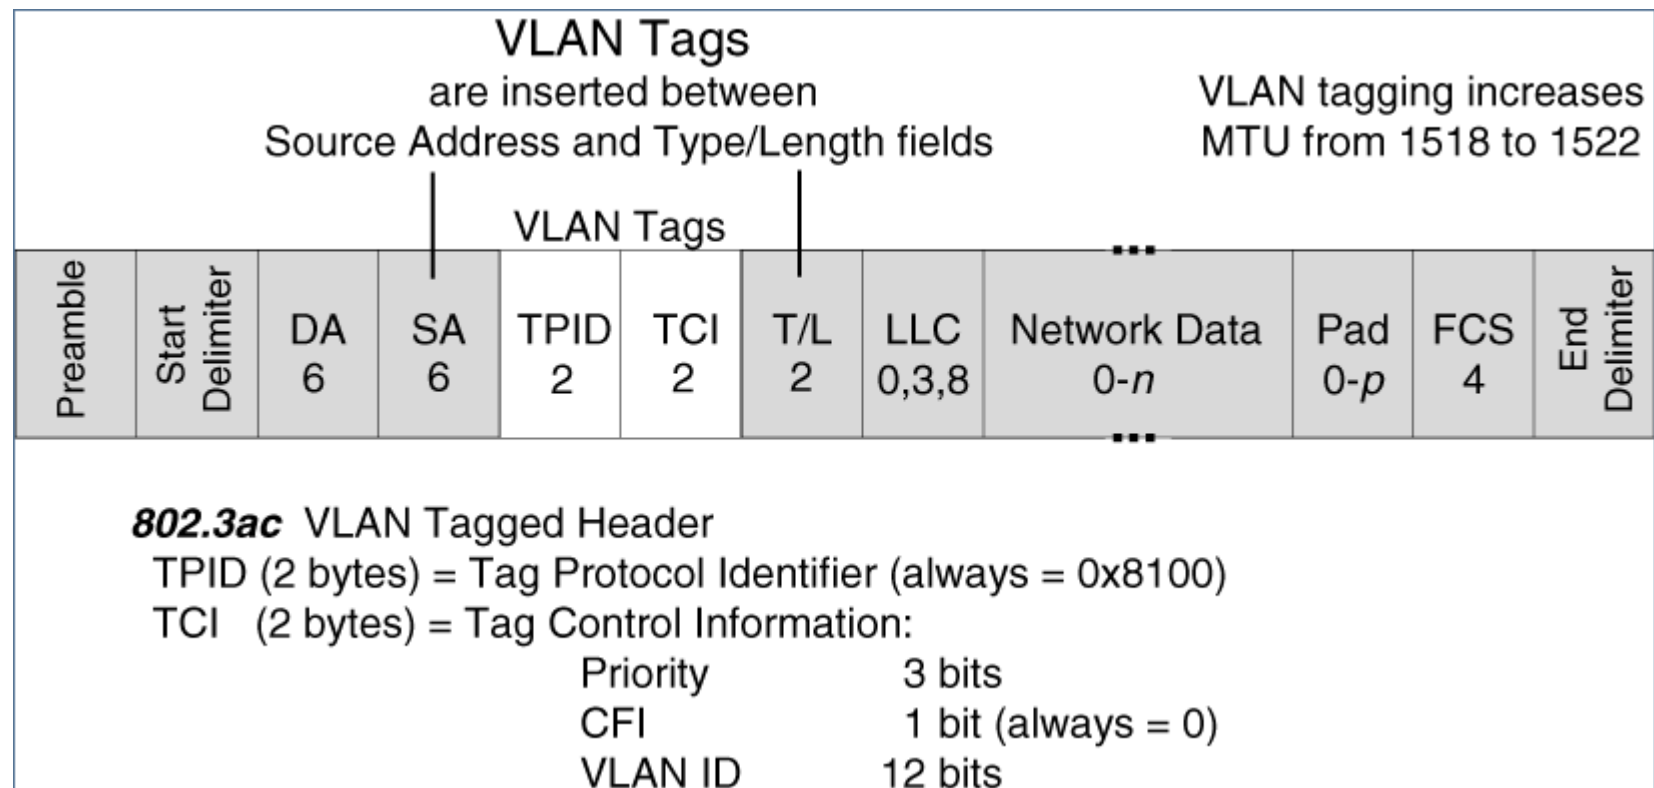 VLAN Tags
are inserted between
Source Address and Type/Length fields
VLAN tagging increases
MTU from 1518 to 1522
VLAN Tags
Preamble
Start
Delimiter
DA
6
SA
6
TPID
2
TCI
2
T/L
2
LLC
0,3,8
Network Data
0-n
Pad
0-p
FCS
4
End
Delimiter
802.3ac VLAN Tagged Header
TPID (2 bytes) = Tag Protocol Identifier (always = 0x8100)
TCI (2 bytes) = Tag Control Information:
Priority 3 bits
CFI 1 bit (always = 0)
VLAN ID 12 bits